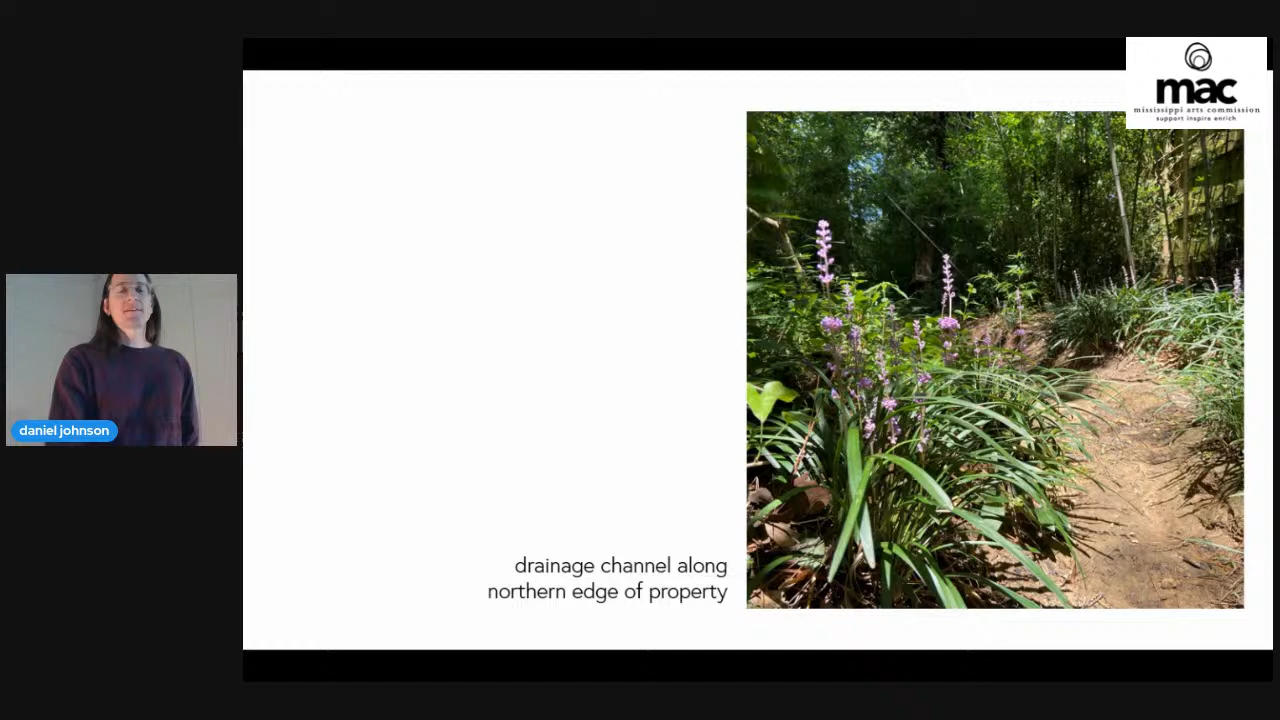 mac
mississippi arts commission
support inspire enrich
daniel johnson
drainage channel along
northern edge of property